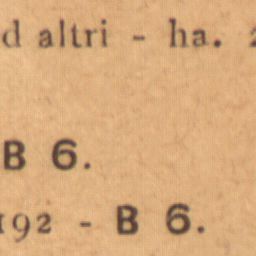 d altri - ha.
B 6.
192 - B 6.